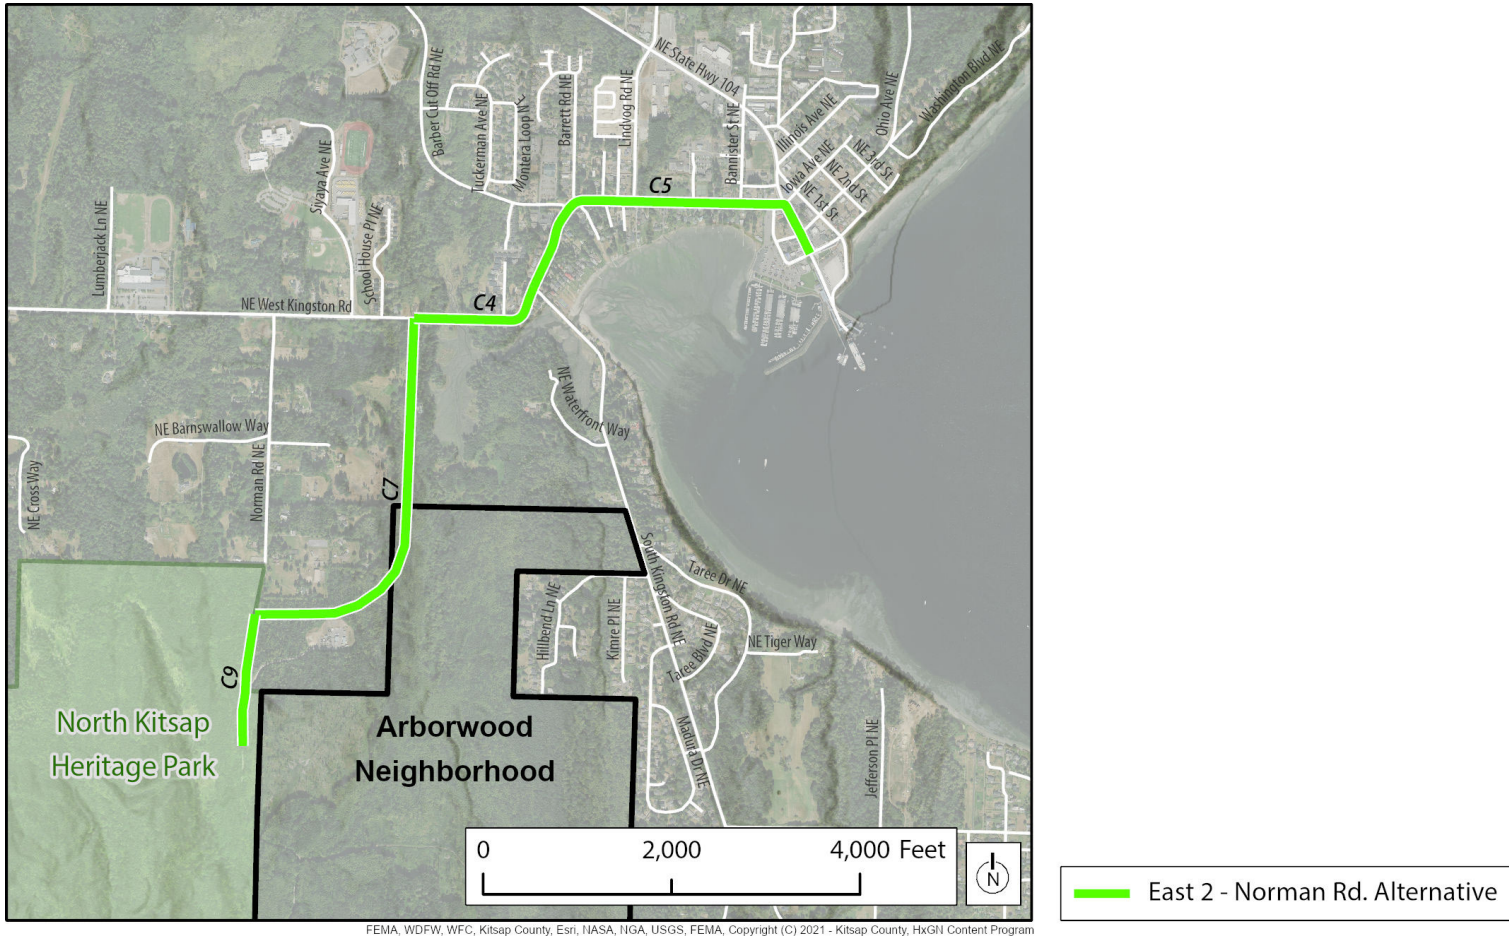 NE State Hwy 104
Barber Cut Off Rd NE
Tuckerman Ave NE
Montera Loop NE
Barrett Rd NE
Lindvog Rd NE
Bannister St NE
Illinois Ave NE
Ohio Ave NE
Washington Blvd NE
Iowa Ave NE
NE 3rd St
NE 2nd St
NE 1st St
Siyaya Ave NE
School House Pl NE
Lumberjack Ln NE
C5
C4
NE West Kingston Rd
NE Waterfront Way
NE Barnswallow Way
Norman Rd NE
NE Cross Way
C7
South Kingston Rd NE
Taree Dr NE
Hillbend Ln NE
Kimre Pl NE
Taree Blvd NE
NE Tiger Way
C9
North Kitsap
Heritage Park
Arborwood
Neighborhood
Madura Dr NE
Jefferson Pl NE
0 2,000 4,000 Feet
N
East 2 - Norman Rd. Alternative
FEMA, WDFW, WFC, Kitsap County, Esri, NASA, NGA, USGS, FEMA, Copyright (C) 2021 - Kitsap County, HxGN Content Program